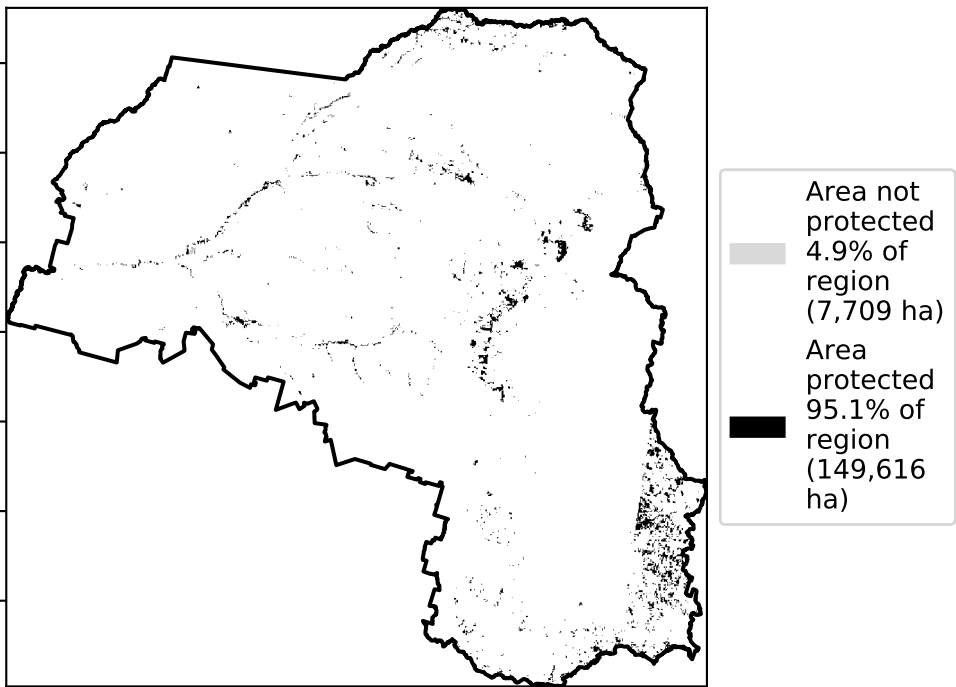 Area not
protected
4.9% of
region
(7,709 ha)
Area
protected
95.1% of
region
(149,616
ha)